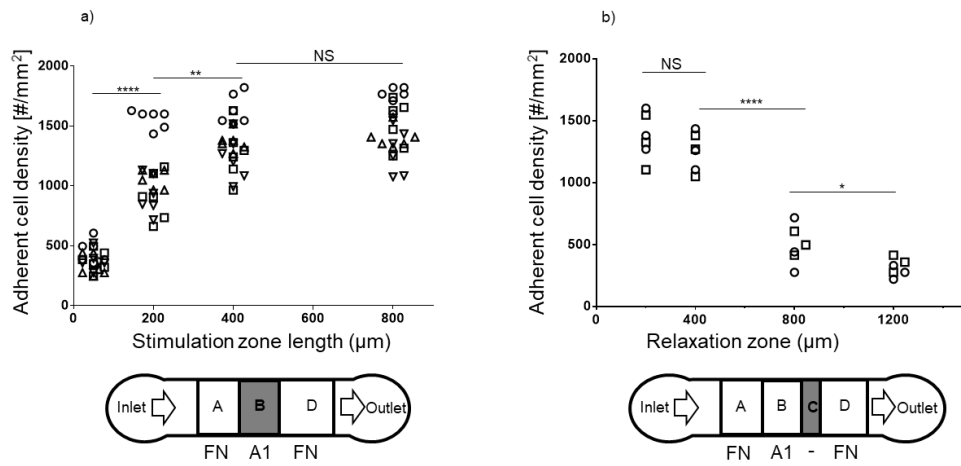 a)
Adherent cell density [#/mm²]
2000
1500
1000
500
0
****
**
NS
0 200 400 600 800
Stimulation zone length (µm)
Inlet A B D Outlet
FN A1 FN
b)
Adherent cell density [#/mm²]
2000
1500
1000
500
0
NS
****
*
0 400 800 1200
Relaxation zone (µm)
Inlet A B C D Outlet
FN A1 - FN